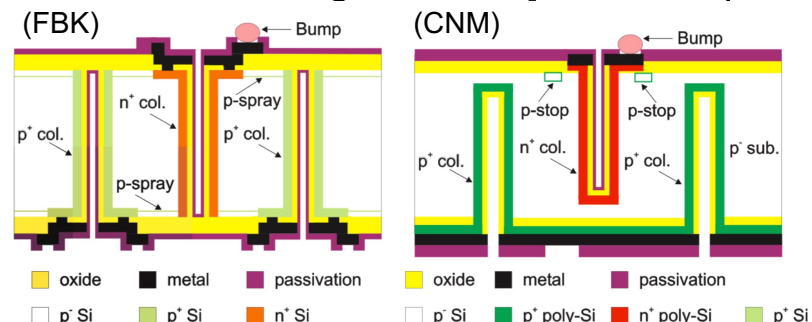 (FBK)
Bump
n⁺ col.
p-spray
p⁺ col.
p⁺ col.
p-spray
oxide
metal
passivation
p⁻ Si
p⁺ Si
n⁺ Si
(CNM)
Bump
p-stop
p-stop
p⁺ col.
n⁺ col.
p⁺ col.
p⁻ sub.
oxide
metal
passivation
p⁻ Si
p⁺ poly-Si
n⁺ poly-Si
p⁺ Si